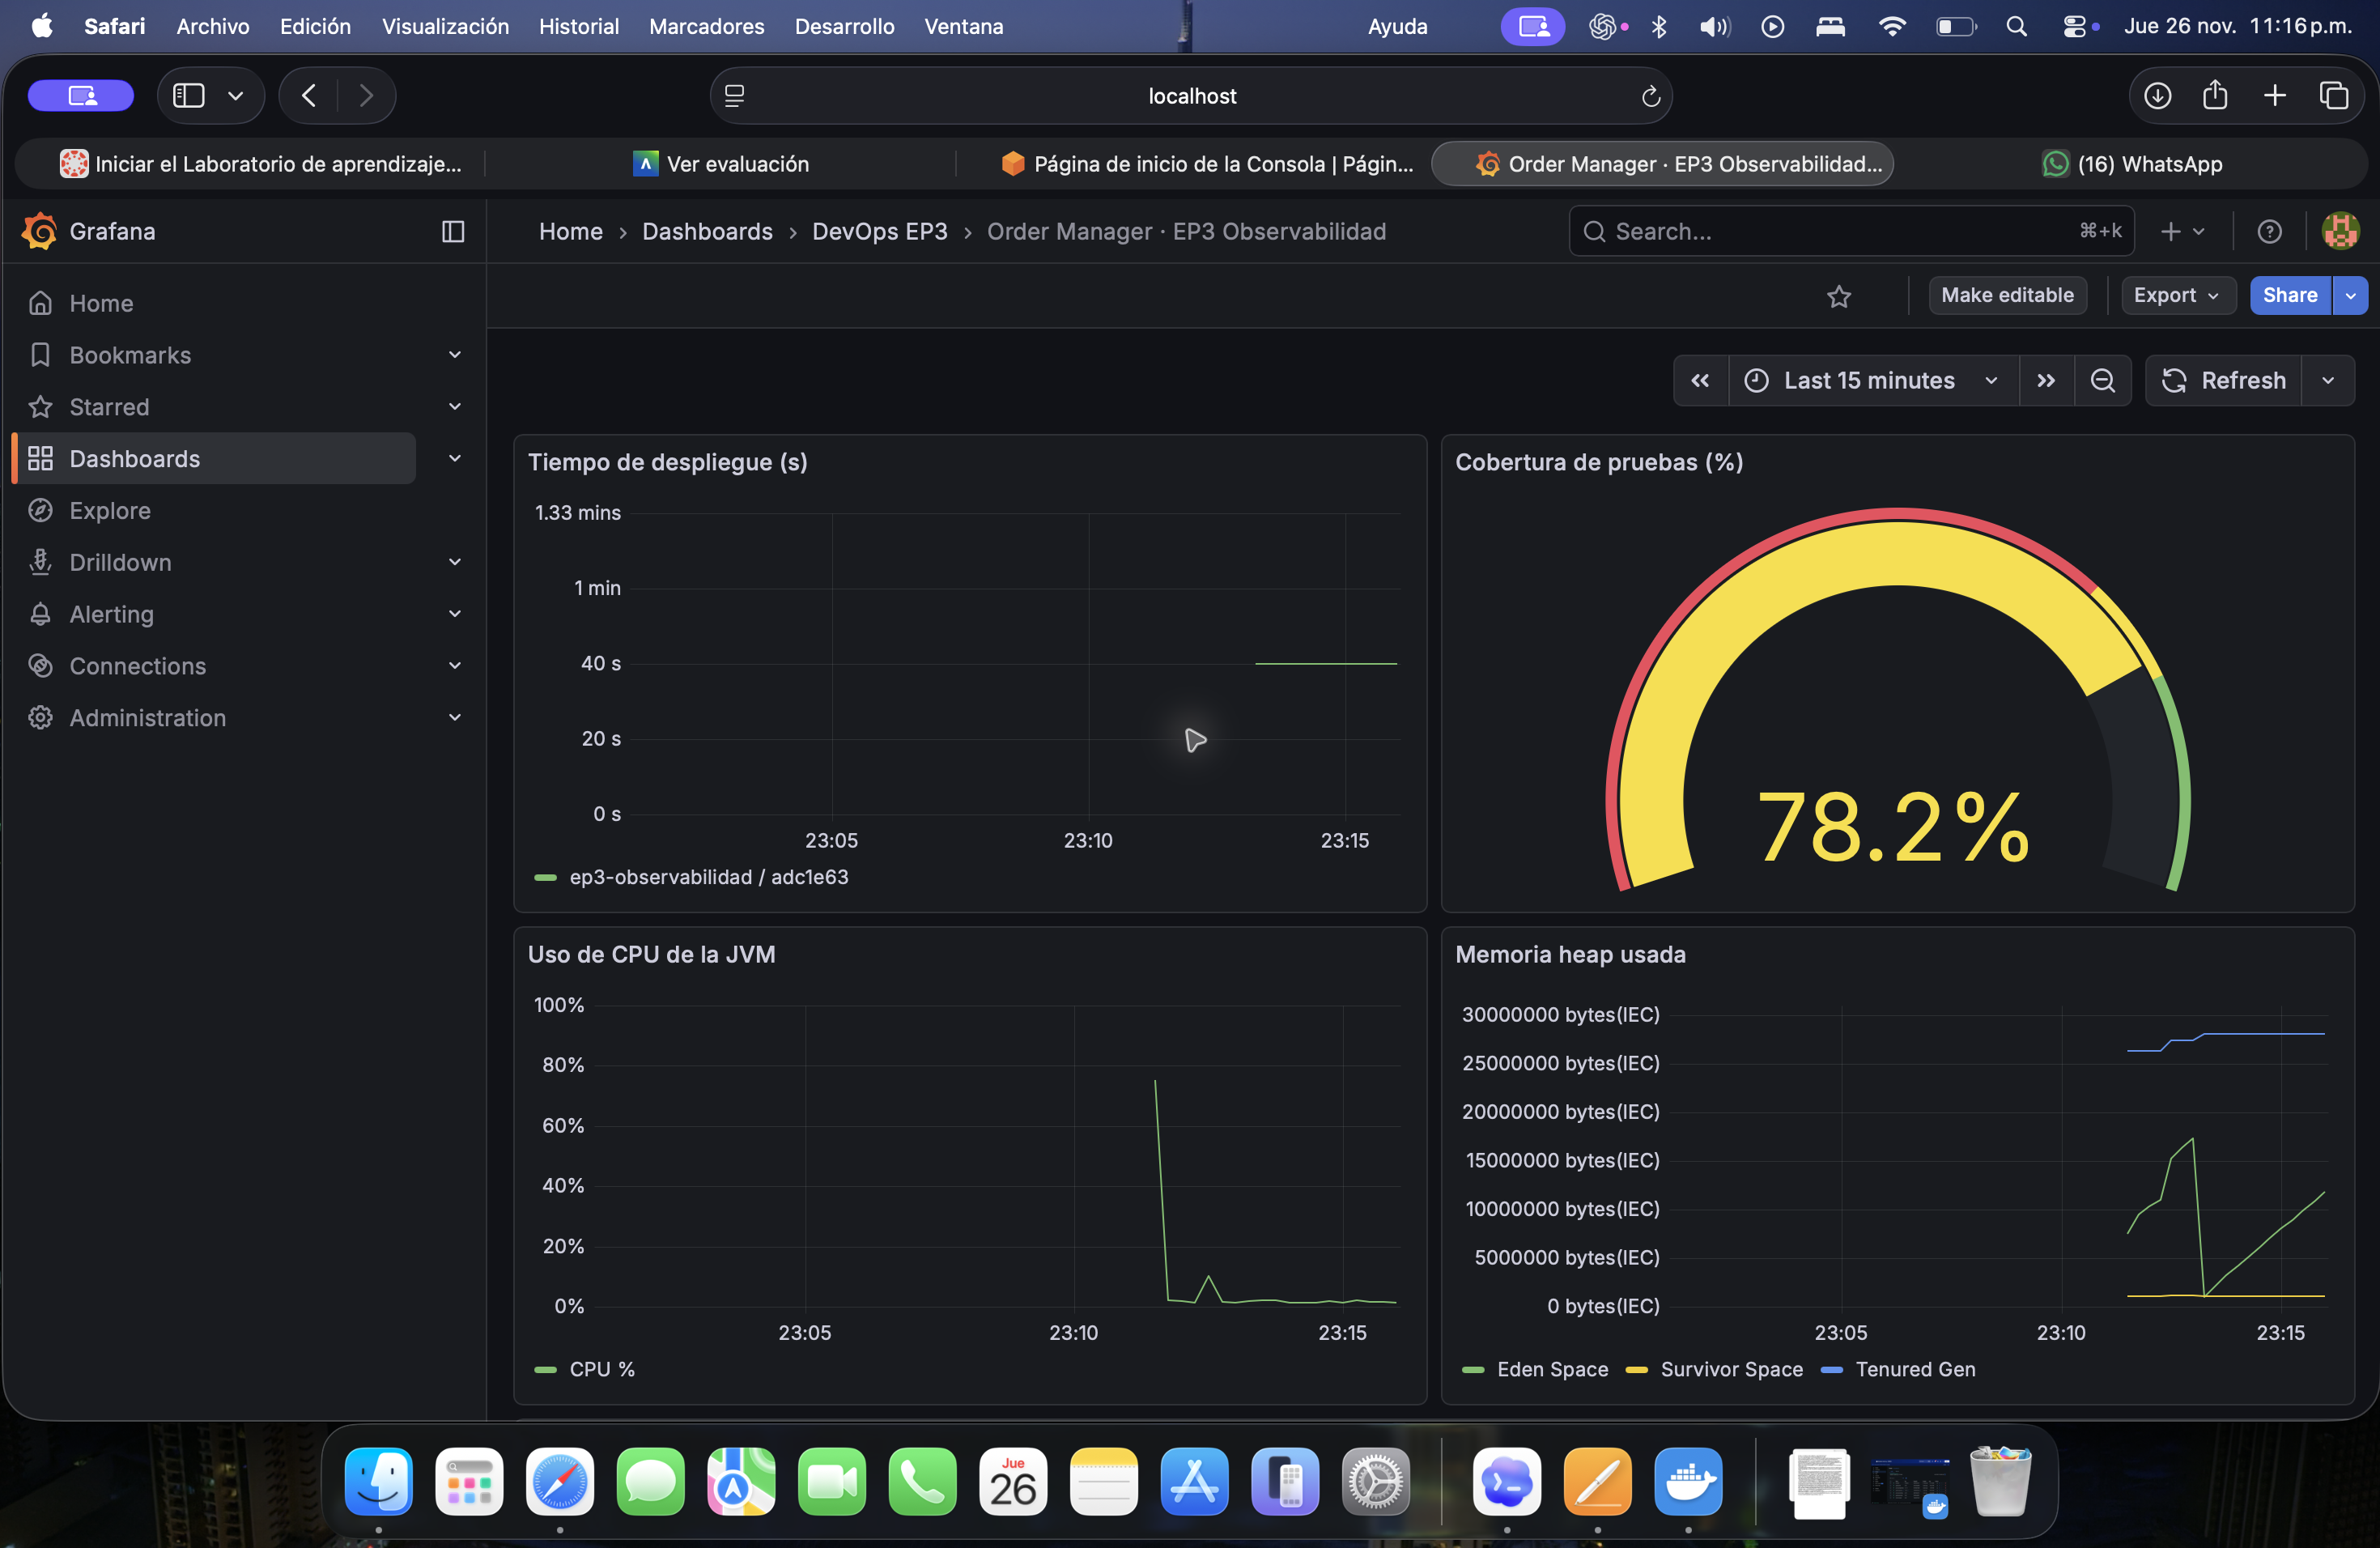 Safari Archivo Edición Visualización Historial Marcadores Desarrollo Ventana Ayuda Jue 26 nov. 11:16 p.m.
localhost
Iniciar el Laboratorio de aprendizaje... Ver evaluación Página de inicio de la Consola | Págin... Order Manager · EP3 Observabilidad... (16) WhatsApp
Grafana
Home › Dashboards › DevOps EP3 › Order Manager · EP3 Observabilidad
Search... ⌘+k
Make editable Export Share
Home
Bookmarks
Starred
Dashboards
Explore
Drilldown
Alerting
Connections
Administration
Last 15 minutes Refresh
Tiempo de despliegue (s)
1.33 mins
1 min
40 s
20 s
0 s
23:05 23:10 23:15
ep3-observabilidad / adc1e63
Cobertura de pruebas (%)
78.2%
Uso de CPU de la JVM
100%
80%
60%
40%
20%
0%
23:05 23:10 23:15
CPU %
Memoria heap usada
30000000 bytes(IEC)
25000000 bytes(IEC)
20000000 bytes(IEC)
15000000 bytes(IEC)
10000000 bytes(IEC)
5000000 bytes(IEC)
0 bytes(IEC)
23:05 23:10 23:15
Eden Space Survivor Space Tenured Gen
Jue
26